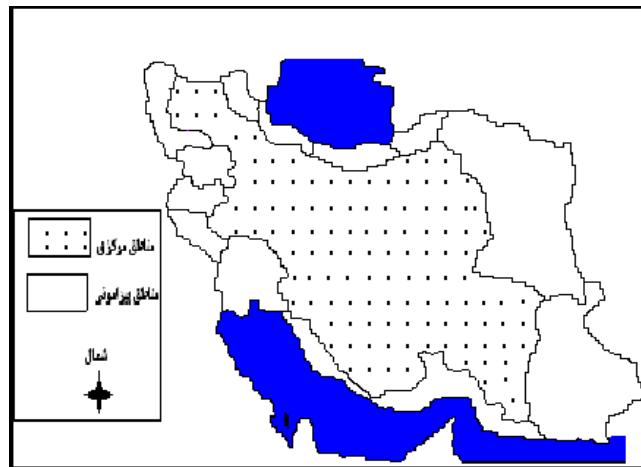 مناطق مرکزی
مناطق پیرامونی
شمال